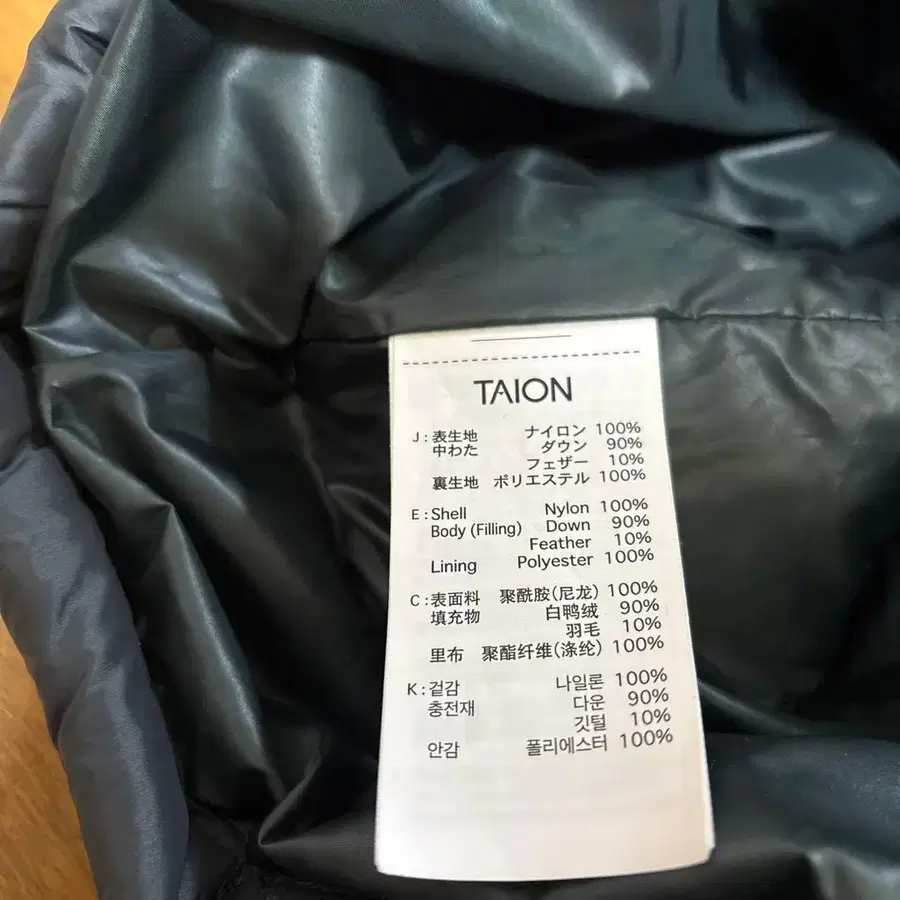 TAION
J : 表生地 ナイロン 100%
中わた ダウン 90%
フェザー 10%
裏生地 ポリエステル 100%
E : Shell Nylon 100%
Body (Filling) Down 90%
Feather 10%
Lining Polyester 100%
C : 表面料 聚酰胺(尼龙) 100%
填充物 白鸭绒 90%
羽毛 10%
里布 聚酯纤维(涤纶) 100%
K : 겉감 나일론 100%
충전재 다운 90%
깃털 10%
안감 폴리에스터 100%